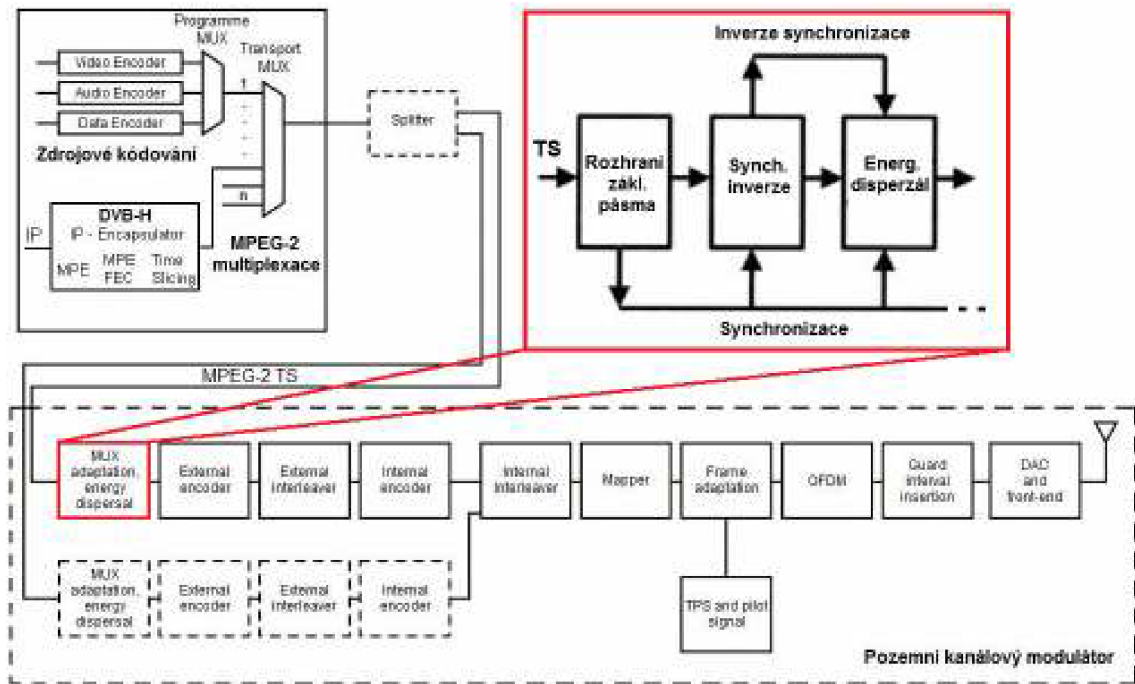 Programme
MUX
Transport
MUX
Video Encoder
Audio Encoder
Data Encoder
1
Zdrojové kódování
n
DVB-H
IP - Encapsulator
IP
MPE
MPE
FEC
Time
Slicing
MPEG-2
multiplexace
Splitter
Inverze synchronizace
TS
Rozhraní
zákl.
pásma
Synch.
inverze
Energ.
disperzál
Synchronizace
MPEG-2 TS
MUX
adaptation,
energy
dispersal
External
encoder
External
interleaver
Internal
encoder
Internal
Interleaver
Mapper
Frame
adaptation
OFDM
Guard
interval
insertion
DAC
and
front-end
MUX
adaptation,
energy
dispersal
External
encoder
External
interleaver
Internal
encoder
TPS and pilot
signal
Pozemní kanálový modulátor